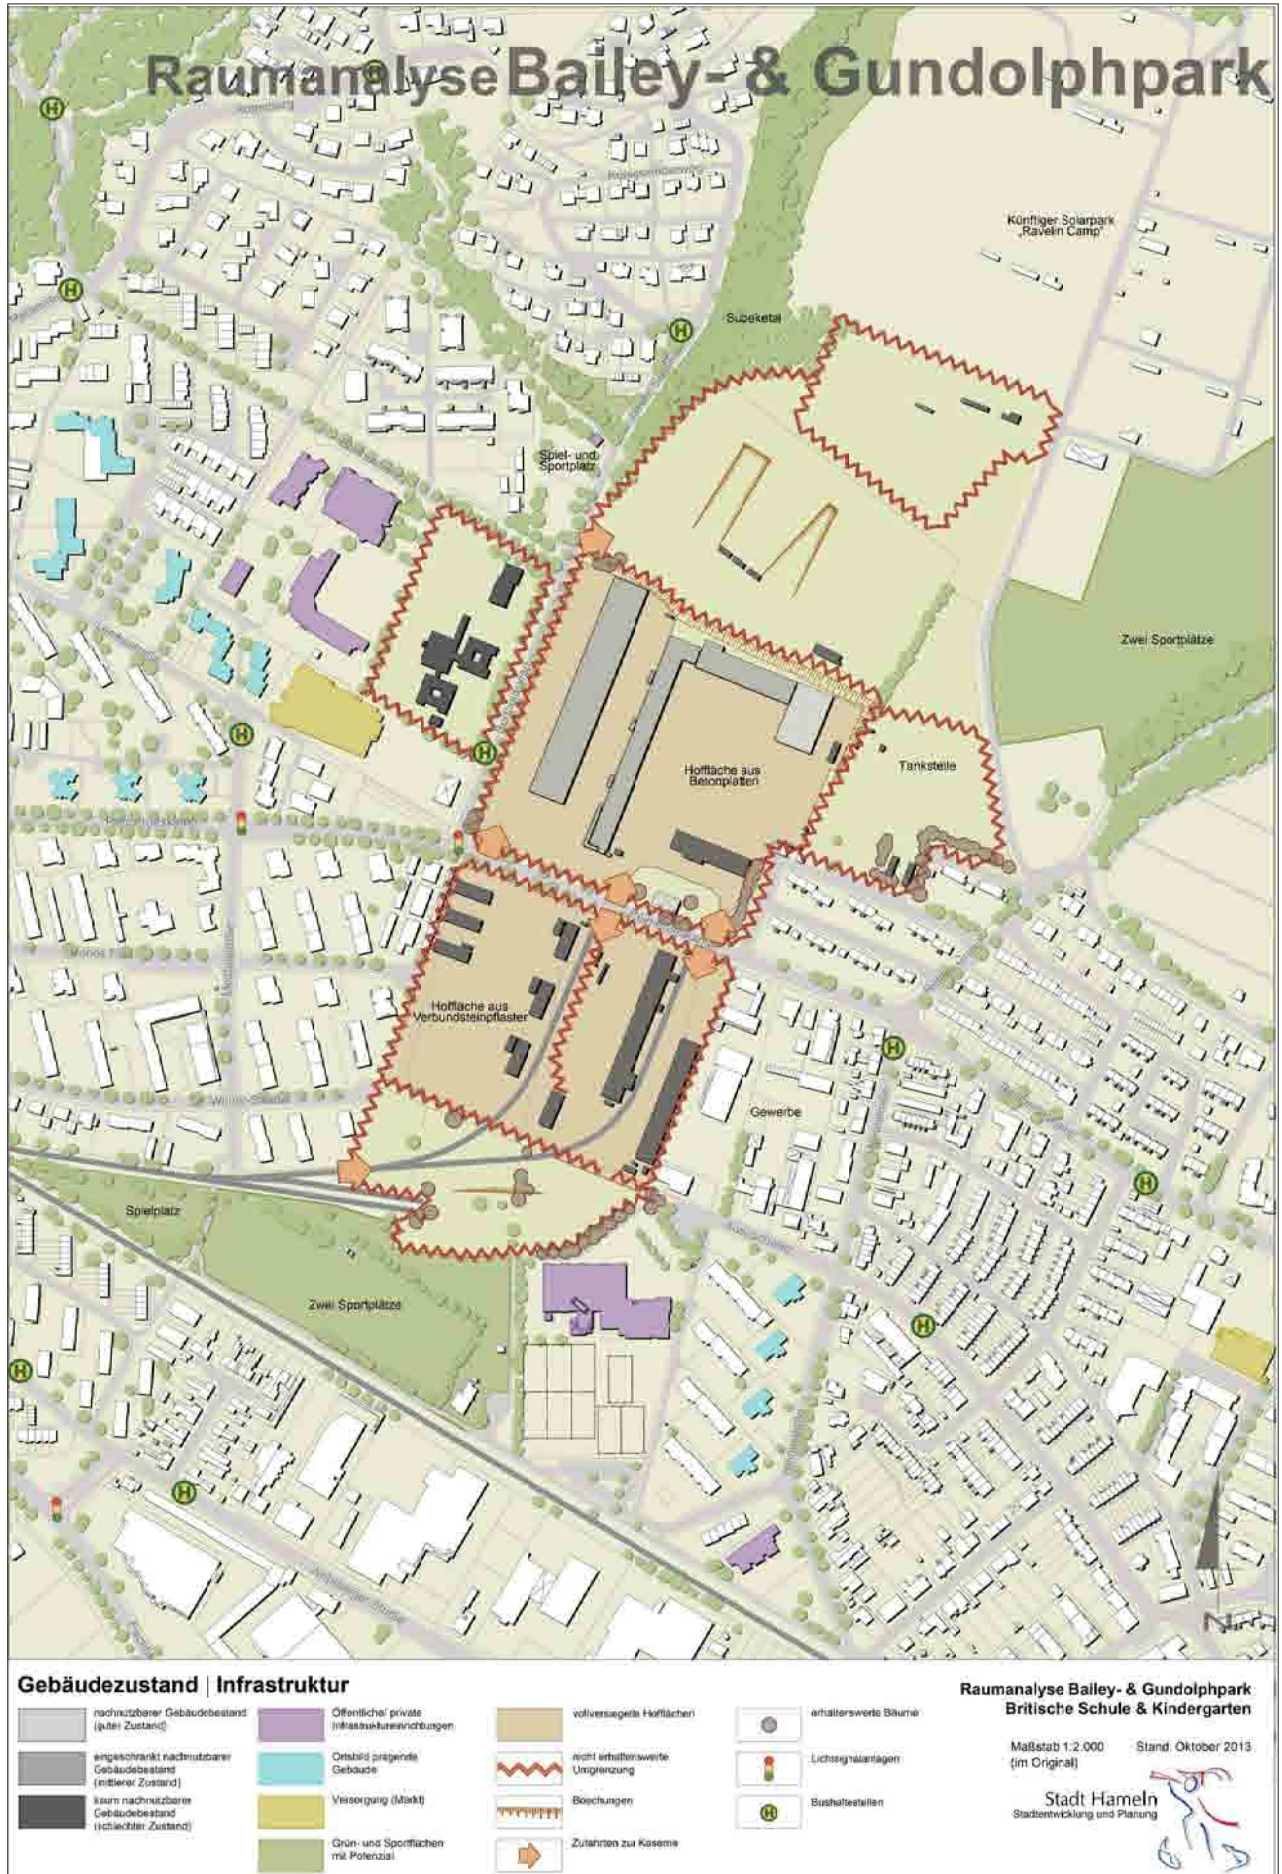 Raumanalyse Bailey- & Gundolphpark
Künftiger Solarpark
„Ravelin Camp“
Spiel- und
Sportplatz
Zwei Sportplätze
Hoffläche aus
Betonplatten
Tankstelle
Hoffläche aus
Verbundsteinpflaster
Gewerbe
Spielplatz
Zwei Sportplätze
N
Gebäudezustand | Infrastruktur
nachnutzbarer Gebäudebestand
(guter Zustand)
eingeschränkt nachnutzbarer
Gebäudebestand
(mittlerer Zustand)
kaum nachnutzbarer
Gebäudebestand
(schlechter Zustand)
Öffentliche/ private
Infrastruktureinrichtungen
Ortsbild prägende
Gebäude
Versorgung (Markt)
Grün- und Sportflächen
mit Potenzial
vollversiegelte Hofflächen
nicht erhaltenswerte
Umgrenzung
Böschungen
Zufahrten zur Kaserne
erhaltenswerte Bäume
Lichtsignalanlagen
H
Bushaltestellen
Raumanalyse Bailey- & Gundolphpark
Britische Schule & Kindergarten
Maßstab 1:2.000 Stand: Oktober 2013
(im Original)
Stadt Hameln
Stadtentwicklung und Planung